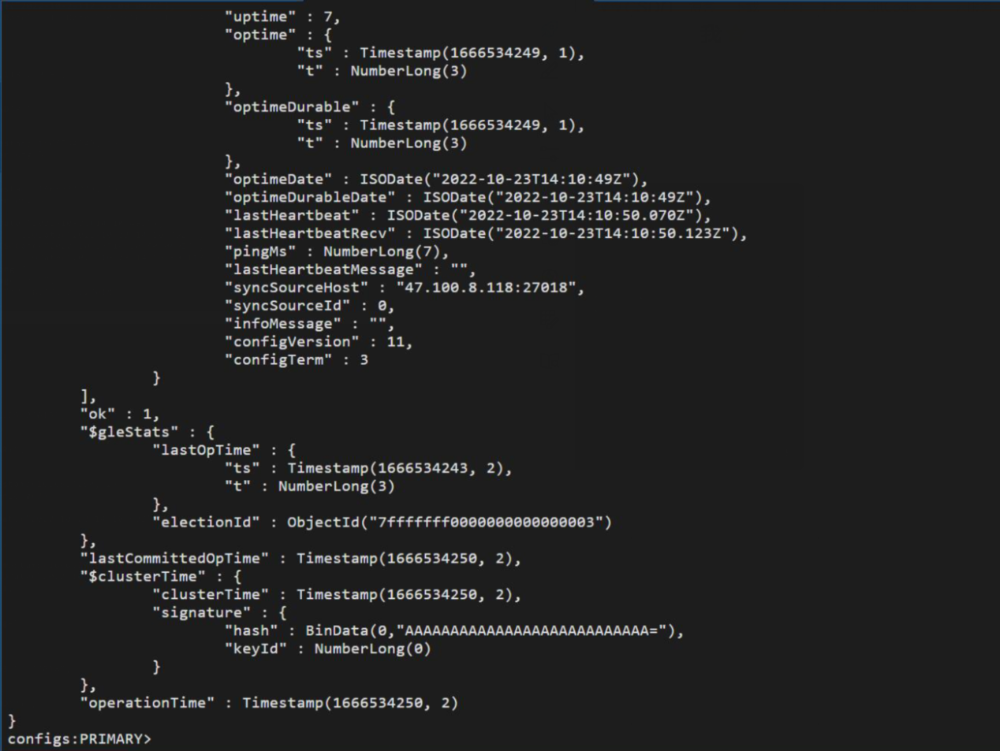 "uptime" : 7,
"optime" : {
"ts" : Timestamp(1666534249, 1),
"t" : NumberLong(3)
},
"optimeDurable" : {
"ts" : Timestamp(1666534249, 1),
"t" : NumberLong(3)
},
"optimeDate" : ISODate("2022-10-23T14:10:49Z"),
"optimeDurableDate" : ISODate("2022-10-23T14:10:49Z"),
"lastHeartbeat" : ISODate("2022-10-23T14:10:50.070Z"),
"lastHeartbeatRecv" : ISODate("2022-10-23T14:10:50.123Z"),
"pingMs" : NumberLong(7),
"lastHeartbeatMessage" : "",
"syncSourceHost" : "47.100.8.118:27018",
"syncSourceId" : 0,
"infoMessage" : "",
"configVersion" : 11,
"configTerm" : 3
}
],
"ok" : 1,
"$gleStats" : {
"lastOpTime" : {
"ts" : Timestamp(1666534243, 2),
"t" : NumberLong(3)
},
"electionId" : ObjectId("7fffffff0000000000000003")
},
"lastCommittedOpTime" : Timestamp(1666534250, 2),
"$clusterTime" : {
"clusterTime" : Timestamp(1666534250, 2),
"signature" : {
"hash" : BinData(0,"AAAAAAAAAAAAAAAAAAAAAAAAAAA="),
"keyId" : NumberLong(0)
}
},
"operationTime" : Timestamp(1666534250, 2)
}
configs:PRIMARY>